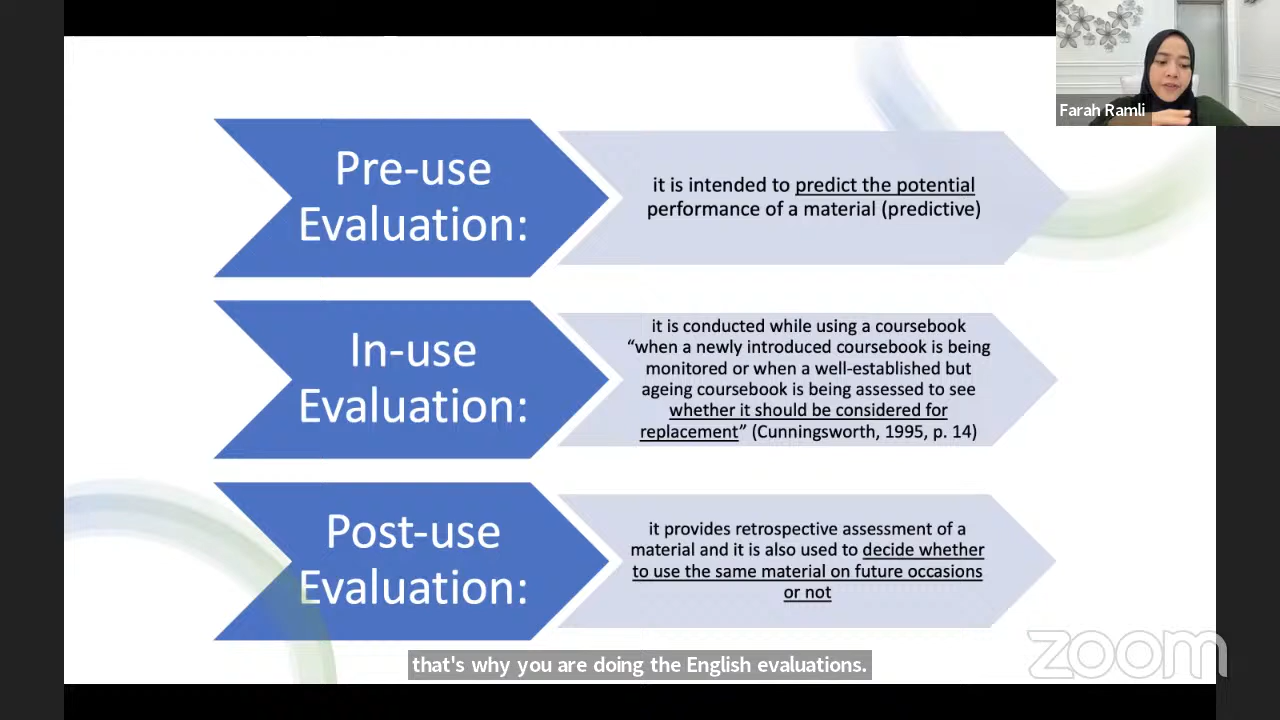 Farah Ramli
Pre-use
Evaluation:
it is intended to predict the potential
performance of a material (predictive)
In-use
Evaluation:
it is conducted while using a coursebook
“when a newly introduced coursebook is being
monitored or when a well-established but
ageing coursebook is being assessed to see
whether it should be considered for
replacement” (Cunningsworth, 1995, p. 14)
Post-use
Evaluation:
it provides retrospective assessment of a
material and it is also used to decide whether
to use the same material on future occasions
or not
zoom
that's why you are doing the English evaluations.